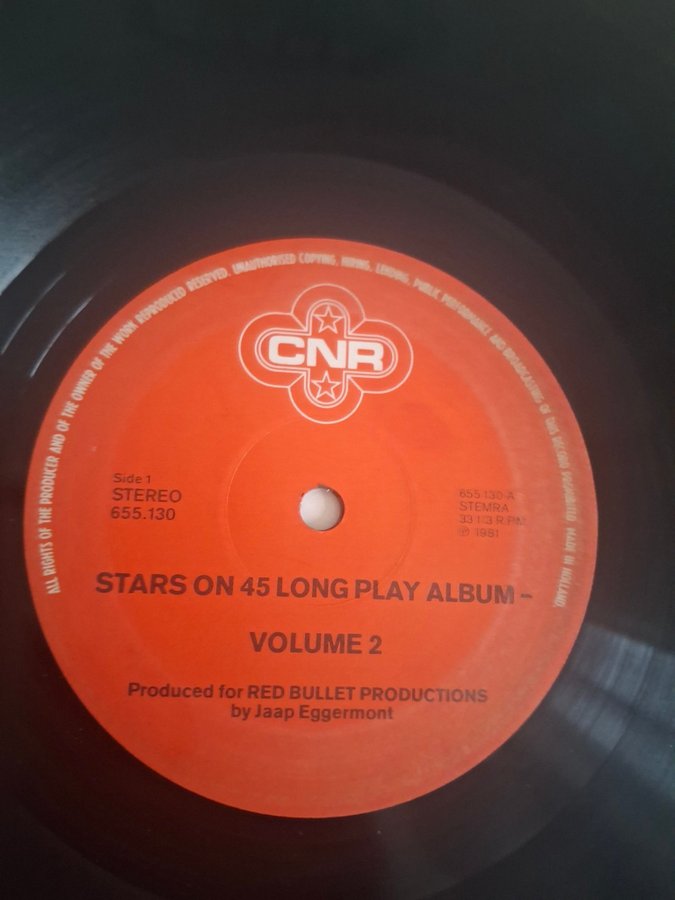 ALL RIGHTS OF THE PRODUCER AND OF THE OWNER OF THE WORK REPRODUCED RESERVED. UNAUTHORISED COPYING, HIRING, LENDING, PUBLIC PERFORMANCE AND BROADCASTING OF THIS RECORD PROHIBITED MADE IN HOLLAND
CNR
Side 1
STEREO
655.130
655.130-A
STEMRA
33 1/3 R.P.M.
℗ 1981
STARS ON 45 LONG PLAY ALBUM –
VOLUME 2
Produced for RED BULLET PRODUCTIONS
by Jaap Eggermont